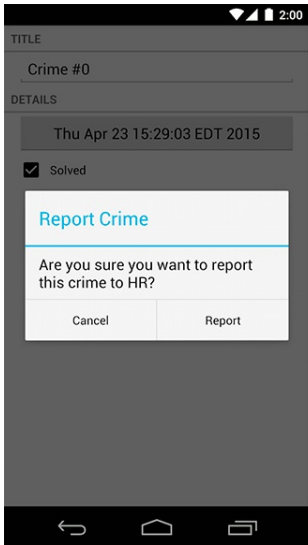 2:00
TITLE
Crime #0
DETAILS
Thu Apr 23 15:29:03 EDT 2015
Solved
Report Crime
Are you sure you want to report
this crime to HR?
Cancel Report